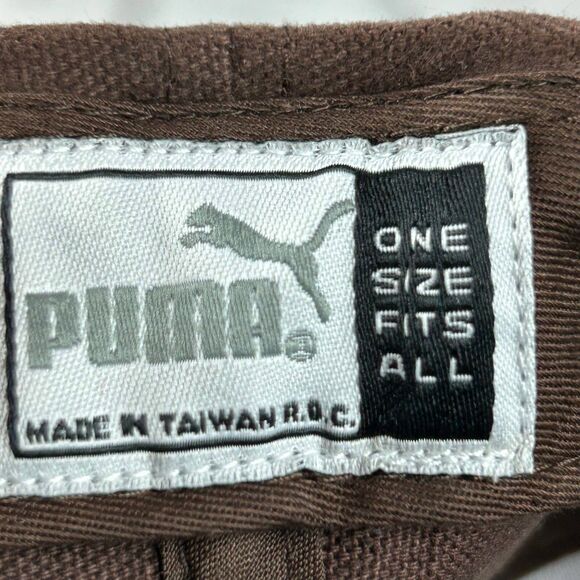 PUMA®
MADE IN TAIWAN R.O.C.
ONE
SIZE
FITS
ALL